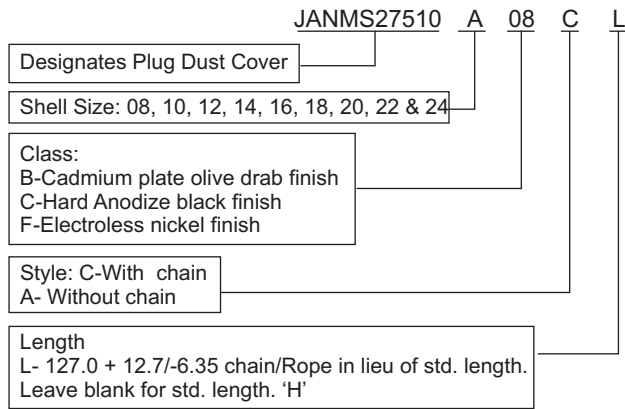 JANMS27510 A 08 C L
Designates Plug Dust Cover
Shell Size: 08, 10, 12, 14, 16, 18, 20, 22 & 24
Class:
B-Cadmium plate olive drab finish
C-Hard Anodize black finish
F-Electroless nickel finish
Style: C-With chain
A- Without chain
Length
L- 127.0 + 12.7/-6.35 chain/Rope in lieu of std. length.
Leave blank for std. length. ‘H’